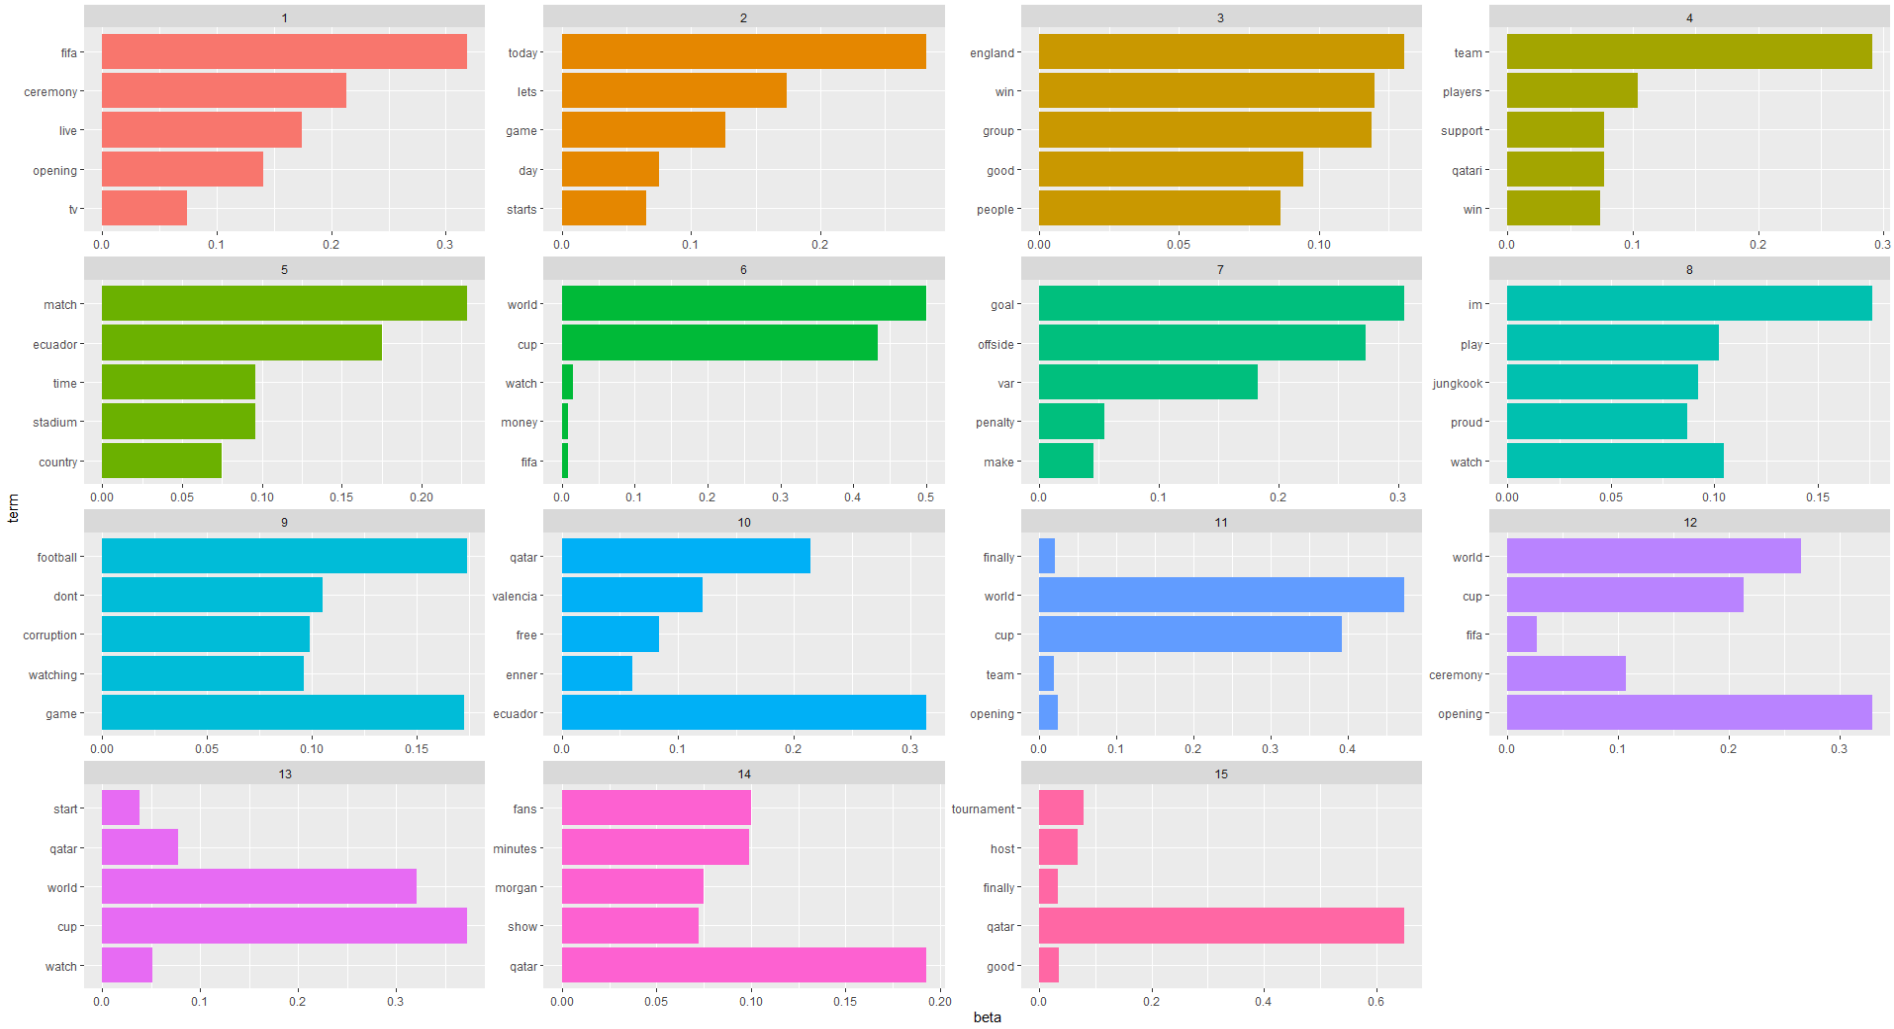 term
1
fifa
ceremony
live
opening
tv
0.0 0.1 0.2 0.3
2
today
lets
game
day
starts
0.0 0.1 0.2
3
england
win
group
good
people
0.00 0.05 0.10
4
team
players
support
qatari
win
0.0 0.1 0.2 0.3
5
match
ecuador
time
stadium
country
0.00 0.05 0.10 0.15 0.20
6
world
cup
watch
money
fifa
0.0 0.1 0.2 0.3 0.4 0.5
7
goal
offside
var
penalty
make
0.0 0.1 0.2 0.3
8
im
play
jungkook
proud
watch
0.00 0.05 0.10 0.15
9
football
dont
corruption
watching
game
0.00 0.05 0.10 0.15
10
qatar
valencia
free
enner
ecuador
0.0 0.1 0.2 0.3
11
finally
world
cup
team
opening
0.0 0.1 0.2 0.3 0.4
12
world
cup
fifa
ceremony
opening
0.0 0.1 0.2 0.3
13
start
qatar
world
cup
watch
0.0 0.1 0.2 0.3
14
fans
minutes
morgan
show
qatar
0.00 0.05 0.10 0.15 0.20
15
tournament
host
finally
qatar
good
0.0 0.2 0.4 0.6
beta